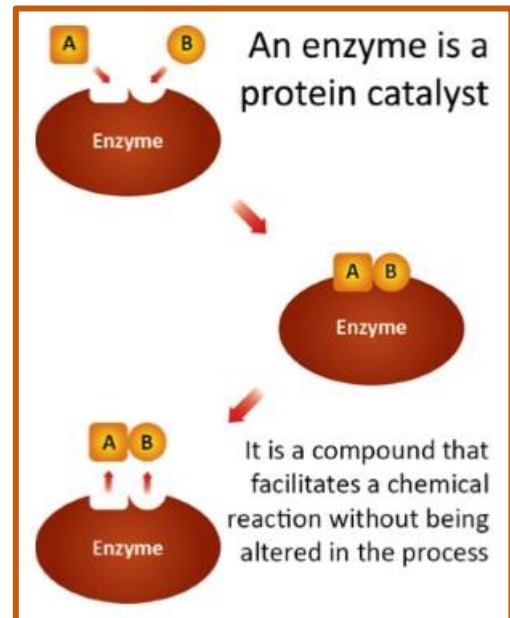 A
B
An enzyme is a
protein catalyst
Enzyme
A B
Enzyme
A B
It is a compound that
facilitates a chemical
reaction without being
altered in the process
Enzyme